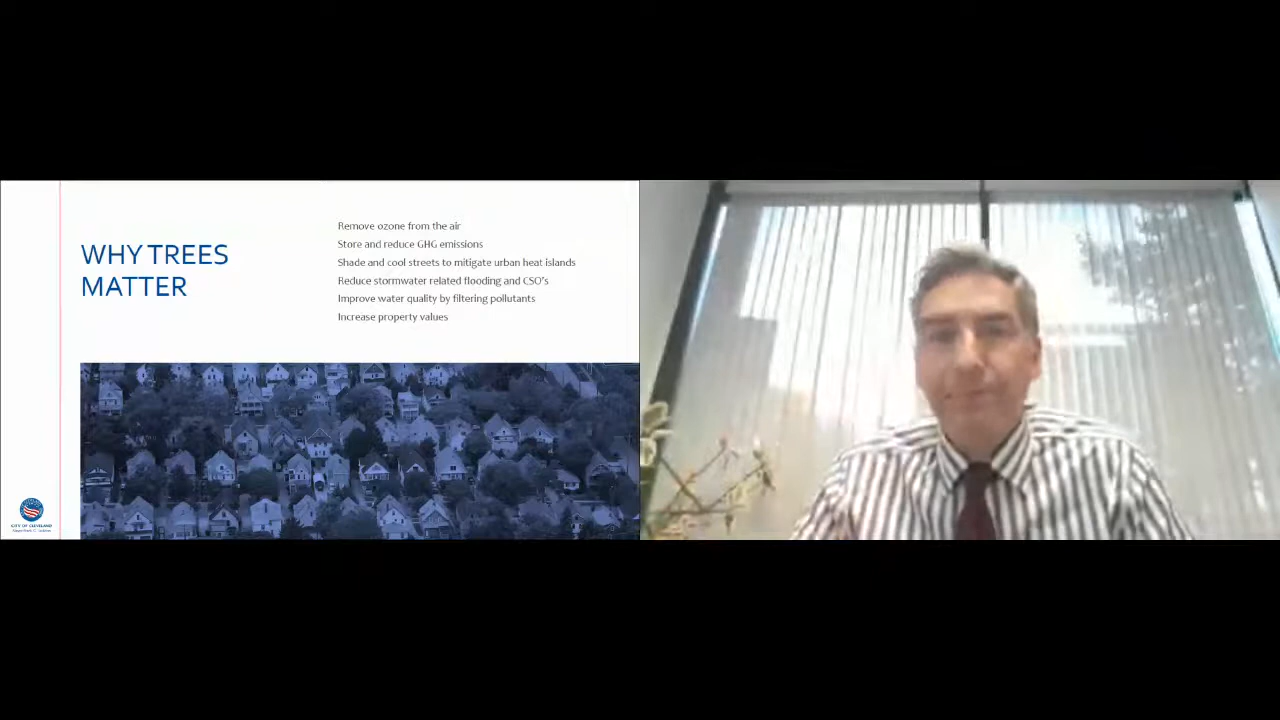 WHY TREES
MATTER
Remove ozone from the air
Store and reduce GHG emissions
Shade and cool streets to mitigate urban heat islands
Reduce stormwater related flooding and CSO's
Improve water quality by filtering pollutants
Increase property values
CITY OF CLEVELAND